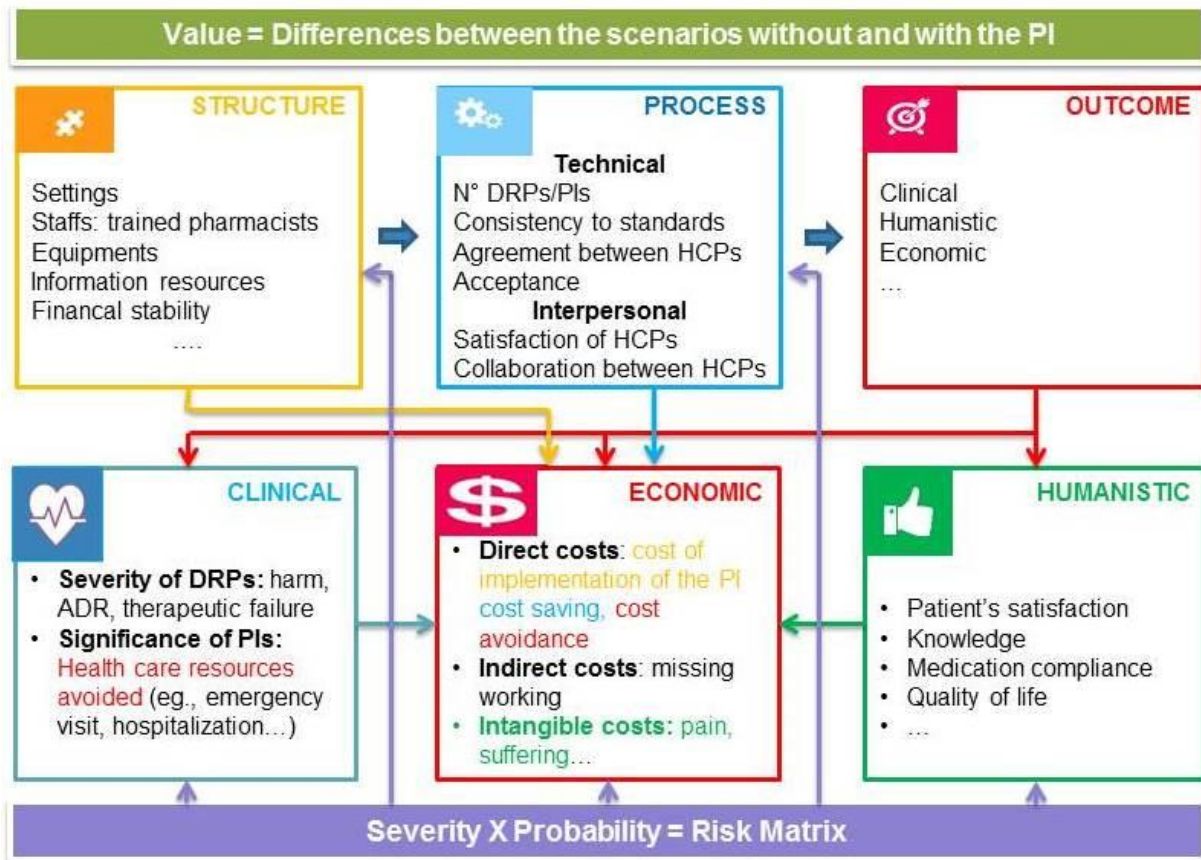 Value = Differences between the scenarios without and with the PI
STRUCTURE
Settings
Staffs: trained pharmacists
Equipments
Information resources
Financal stability
....
PROCESS
Technical
N° DRPs/PIs
Consistency to standards
Agreement between HCPs
Acceptance
Interpersonal
Satisfaction of HCPs
Collaboration between HCPs
OUTCOME
Clinical
Humanistic
Economic
...
CLINICAL
• Severity of DRPs: harm,
ADR, therapeutic failure
• Significance of PIs:
Health care resources
avoided (eg., emergency
visit, hospitalization...)
$
ECONOMIC
• Direct costs: cost of
implementation of the PI
cost saving, cost
avoidance
• Indirect costs: missing
working
• Intangible costs: pain,
suffering...
HUMANISTIC
• Patient's satisfaction
• Knowledge
• Medication compliance
• Quality of life
• ...
Severity X Probability = Risk Matrix